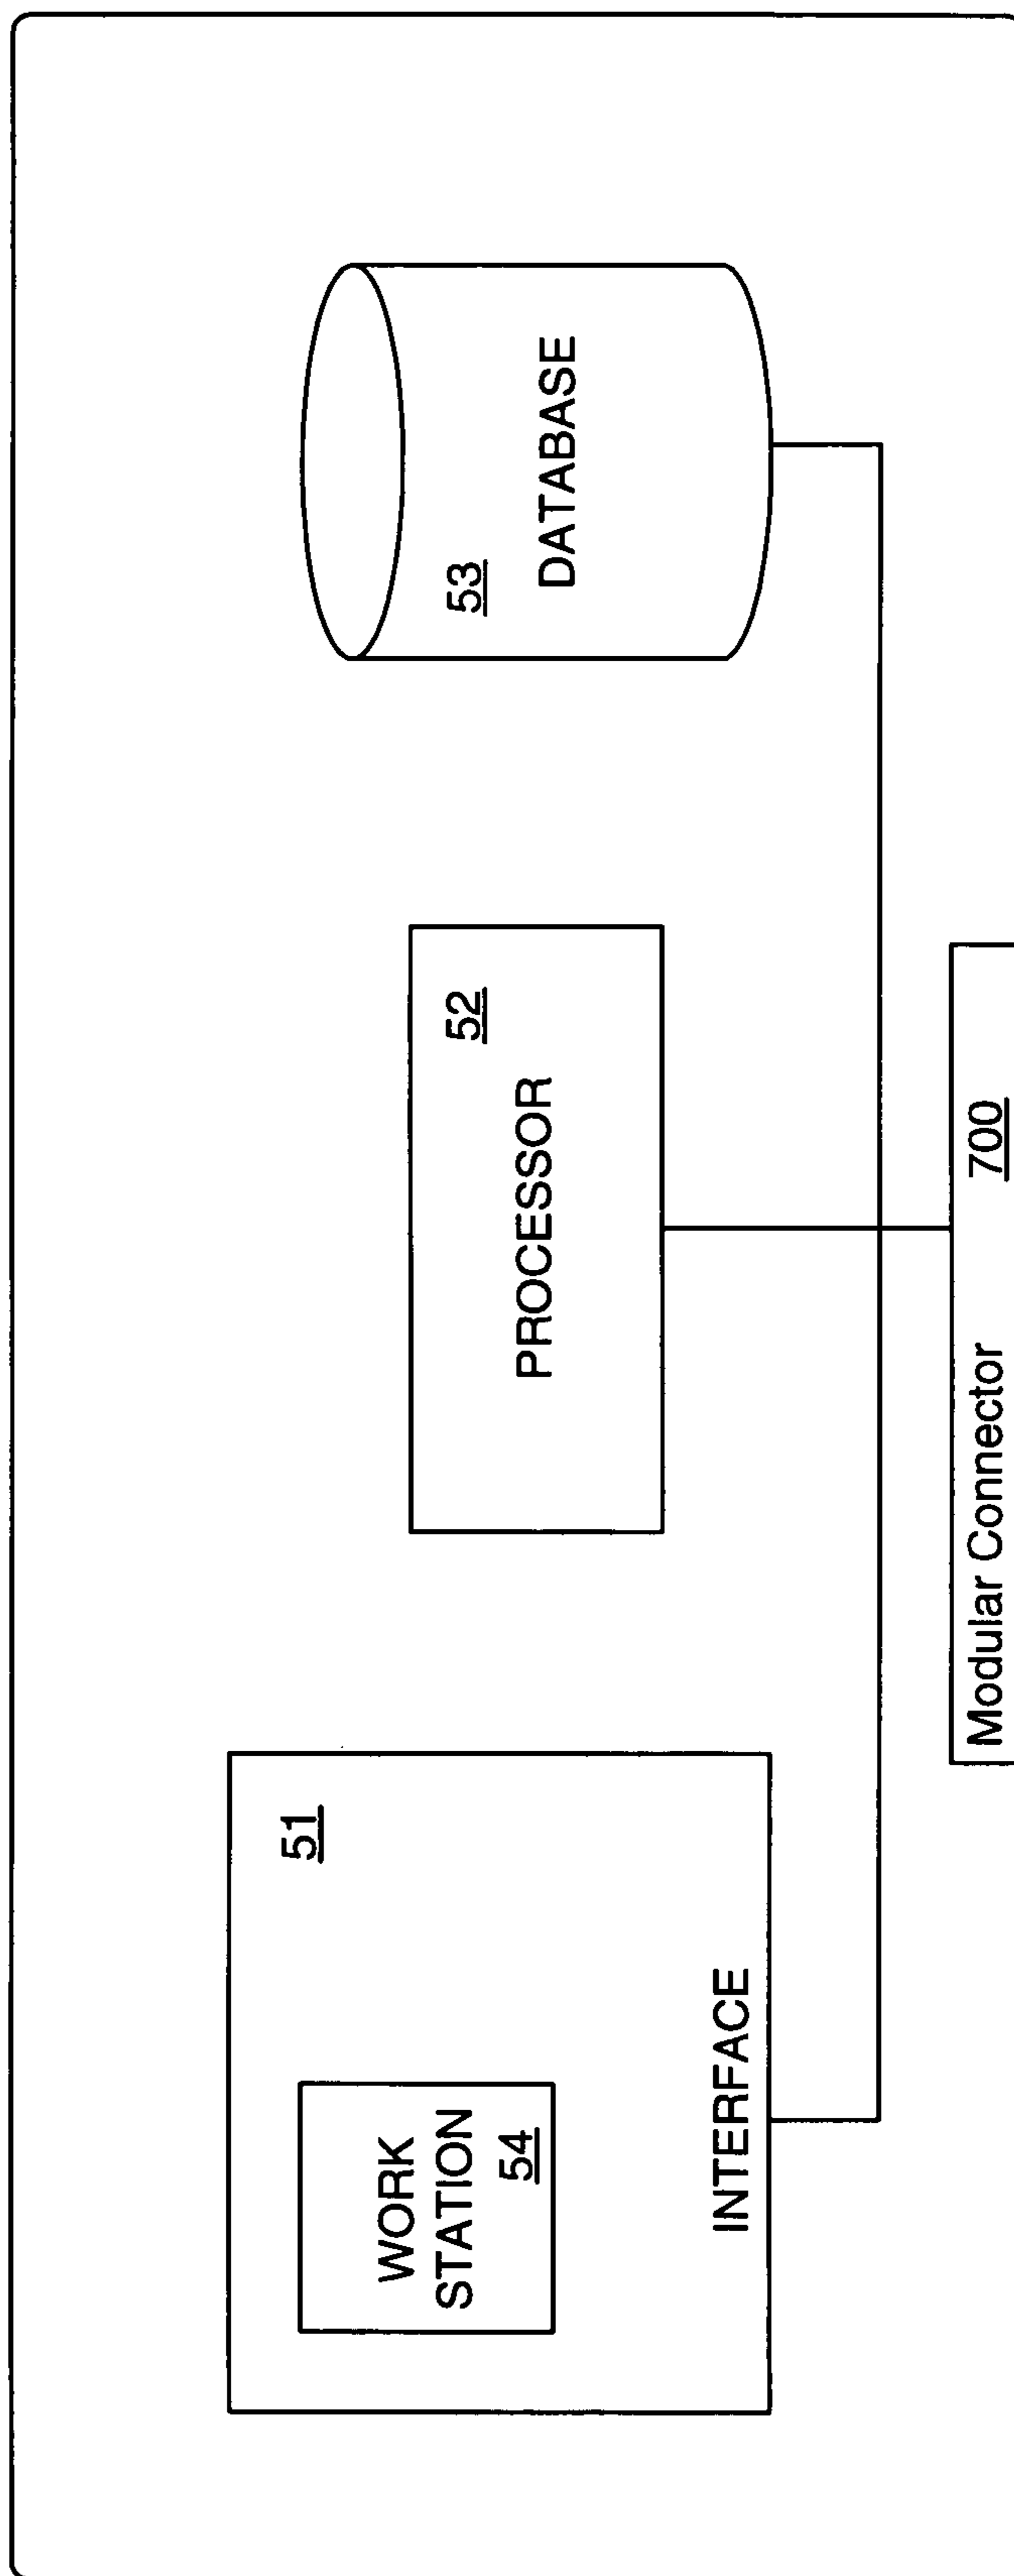 WORK
STATION
54
51
INTERFACE
PROCESSOR
52
53
DATABASE
Modular Connector 700